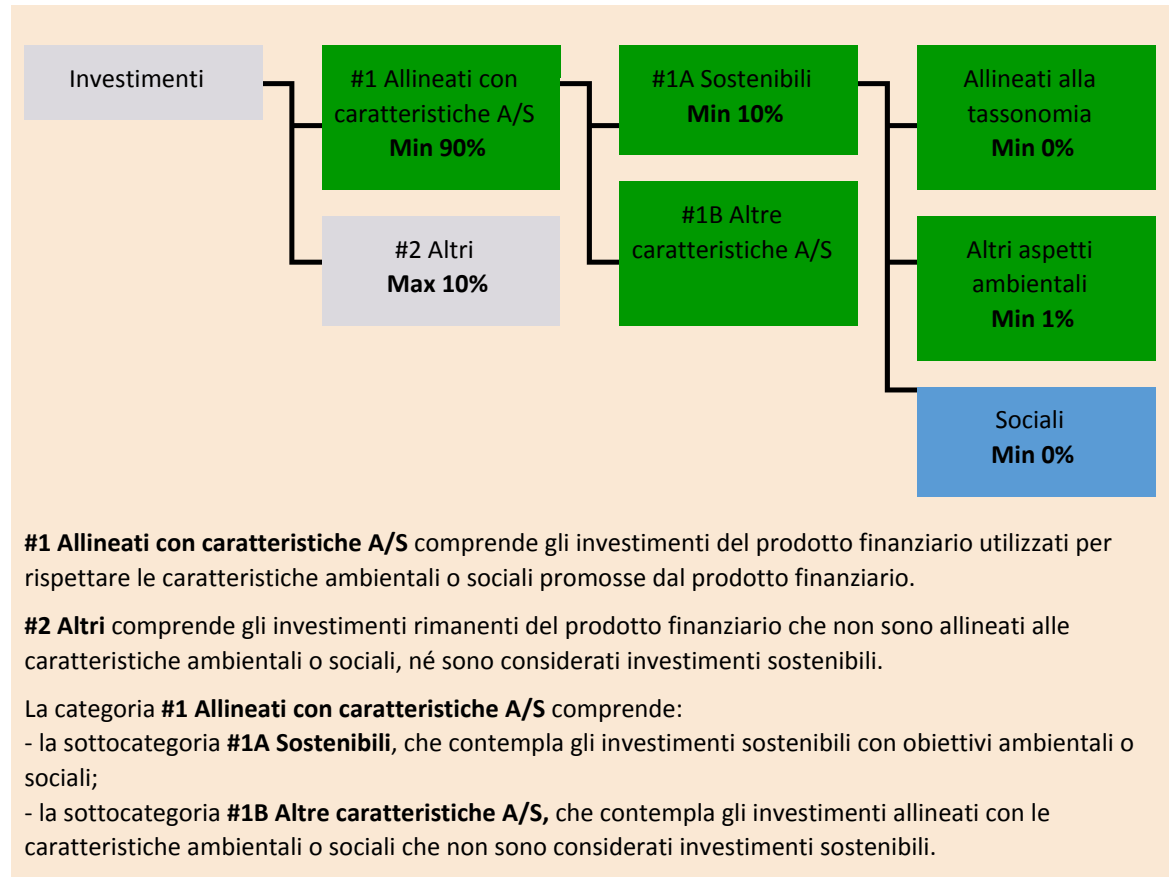 Investimenti
#1 Allineati con
caratteristiche A/S
Min 90%
#2 Altri
Max 10%
#1A Sostenibili
Min 10%
#1B Altre
caratteristiche A/S
Allineati alla
tassonomia
Min 0%
Altri aspetti
ambientali
Min 1%
Sociali
Min 0%
#1 Allineati con caratteristiche A/S comprende gli investimenti del prodotto finanziario utilizzati per
rispettare le caratteristiche ambientali o sociali promosse dal prodotto finanziario.
#2 Altri comprende gli investimenti rimanenti del prodotto finanziario che non sono allineati alle
caratteristiche ambientali o sociali, né sono considerati investimenti sostenibili.
La categoria #1 Allineati con caratteristiche A/S comprende:
- la sottocategoria #1A Sostenibili, che contempla gli investimenti sostenibili con obiettivi ambientali o
sociali;
- la sottocategoria #1B Altre caratteristiche A/S, che contempla gli investimenti allineati con le
caratteristiche ambientali o sociali che non sono considerati investimenti sostenibili.